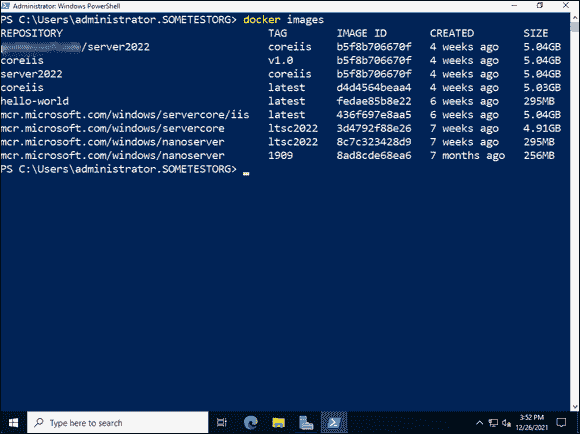 Administrator: Windows PowerShell
PS C:\Users\administrator.SOMETESTORG> docker images
REPOSITORY TAG IMAGE ID CREATED SIZE
/server2022 coreiis b5f8b706670f 4 weeks ago 5.04GB
coreiis v1.0 b5f8b706670f 4 weeks ago 5.04GB
server2022 coreiis b5f8b706670f 4 weeks ago 5.04GB
coreiis latest d4d4564beaa4 4 weeks ago 5.03GB
hello-world latest fedae85b8e22 6 weeks ago 295MB
mcr.microsoft.com/windows/servercore/iis latest 436f697e8aa5 6 weeks ago 5.04GB
mcr.microsoft.com/windows/servercore ltsc2022 3d4792f88e26 7 weeks ago 4.91GB
mcr.microsoft.com/windows/nanoserver ltsc2022 8c7c323428d9 7 weeks ago 295MB
mcr.microsoft.com/windows/nanoserver 1909 8ad8cde68ea6 7 months ago 256MB
PS C:\Users\administrator.SOMETESTORG>
Type here to search
3:52 PM
12/26/2021